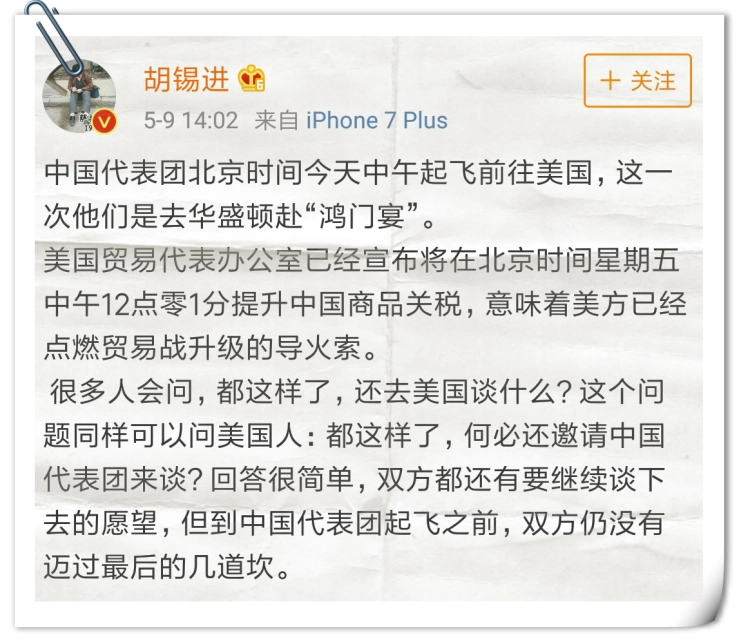 胡锡进
+ 关注
5-9 14:02 来自 iPhone 7 Plus
中国代表团北京时间今天中午起飞前往美国，这一
次他们是去华盛顿赴“鸿门宴”。
美国贸易代表办公室已经宣布将在北京时间星期五
中午12点零1分提升中国商品关税，意味着美方已经
点燃贸易战升级的导火索。
很多人会问，都这样了，还去美国谈什么？这个问
题同样可以问美国人：都这样了，何必还邀请中国
代表团来谈？回答很简单，双方都还有要继续谈下
去的愿望，但到中国代表团起飞之前，双方仍没有
迈过最后的几道坎。